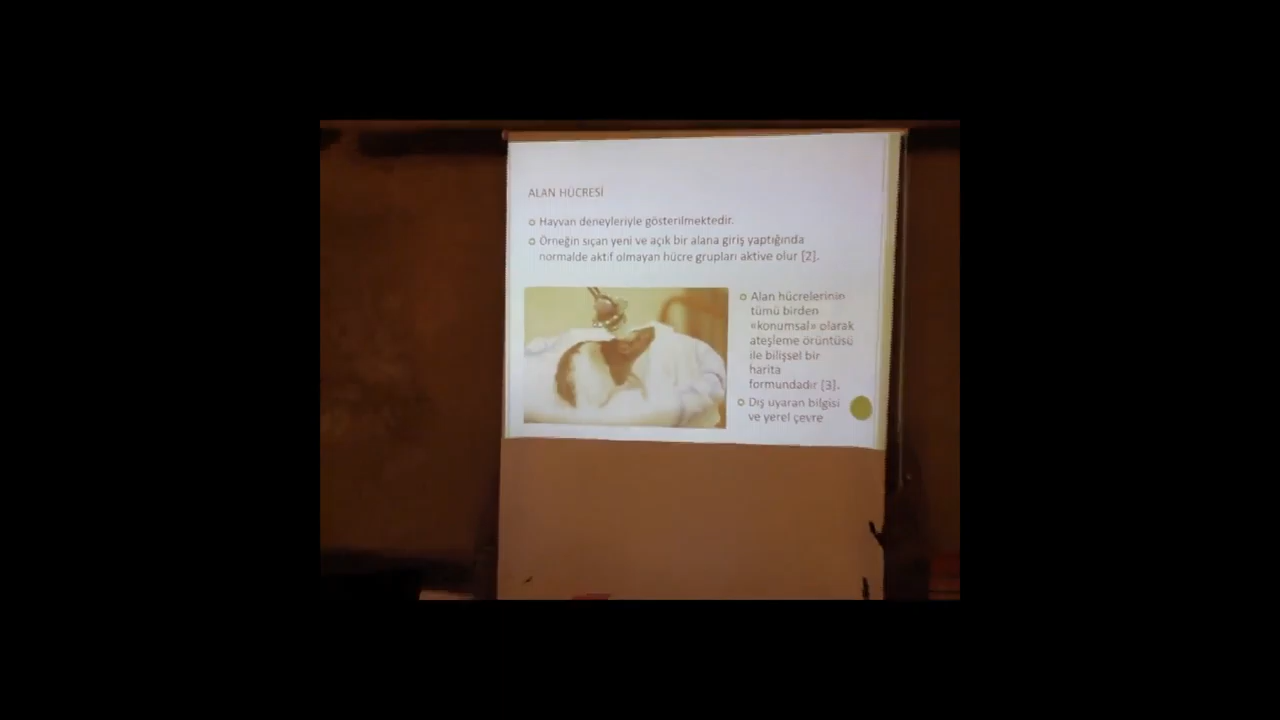 ALAN HÜCRESİ
Hayvan deneyleriyle gösterilmektedir.
Örneğin sıçan yeni ve açık bir alana giriş yaptığında
normalde aktif olmayan hücre grupları aktive olur [2].
Alan hücrelerinin
tümü birden
«konumsal» olarak
ateşleme örüntüsü
ile bilişsel bir
harita
formundadır [3].
Dış uyaran bilgisi
ve yerel çevre